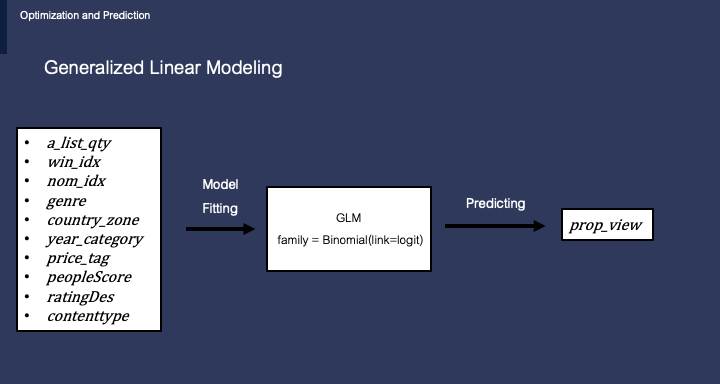 Optimization and Prediction
Generalized Linear Modeling
• a_list_qty
• win_idx
• nom_idx
• genre
• country_zone
• year_category
• price_tag
• peopleScore
• ratingDes
• contenttype
Model
Fitting
GLM
family = Binomial(link=logit)
Predicting
prop_view